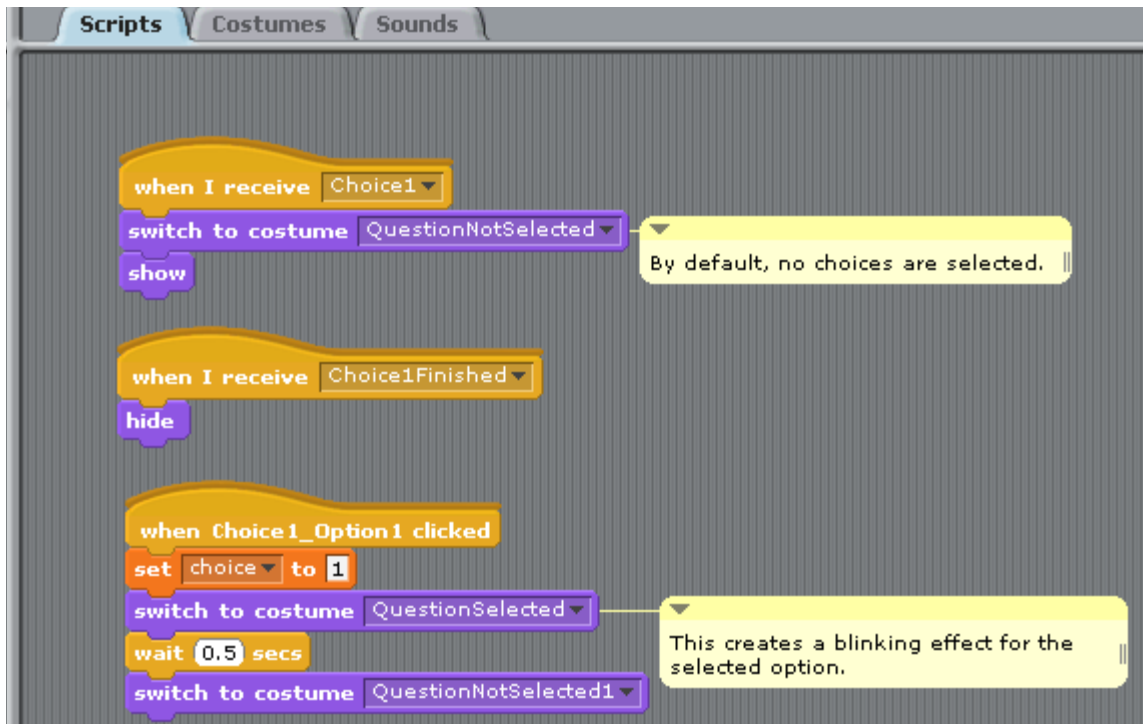 Scripts Costumes Sounds
when I receive Choice1
switch to costume QuestionNotSelected
By default, no choices are selected.
show
when I receive Choice1Finished
hide
when Choice1_Option1 clicked
set choice to 1
switch to costume QuestionSelected
This creates a blinking effect for the
selected option.
wait 0.5 secs
switch to costume QuestionNotSelected1